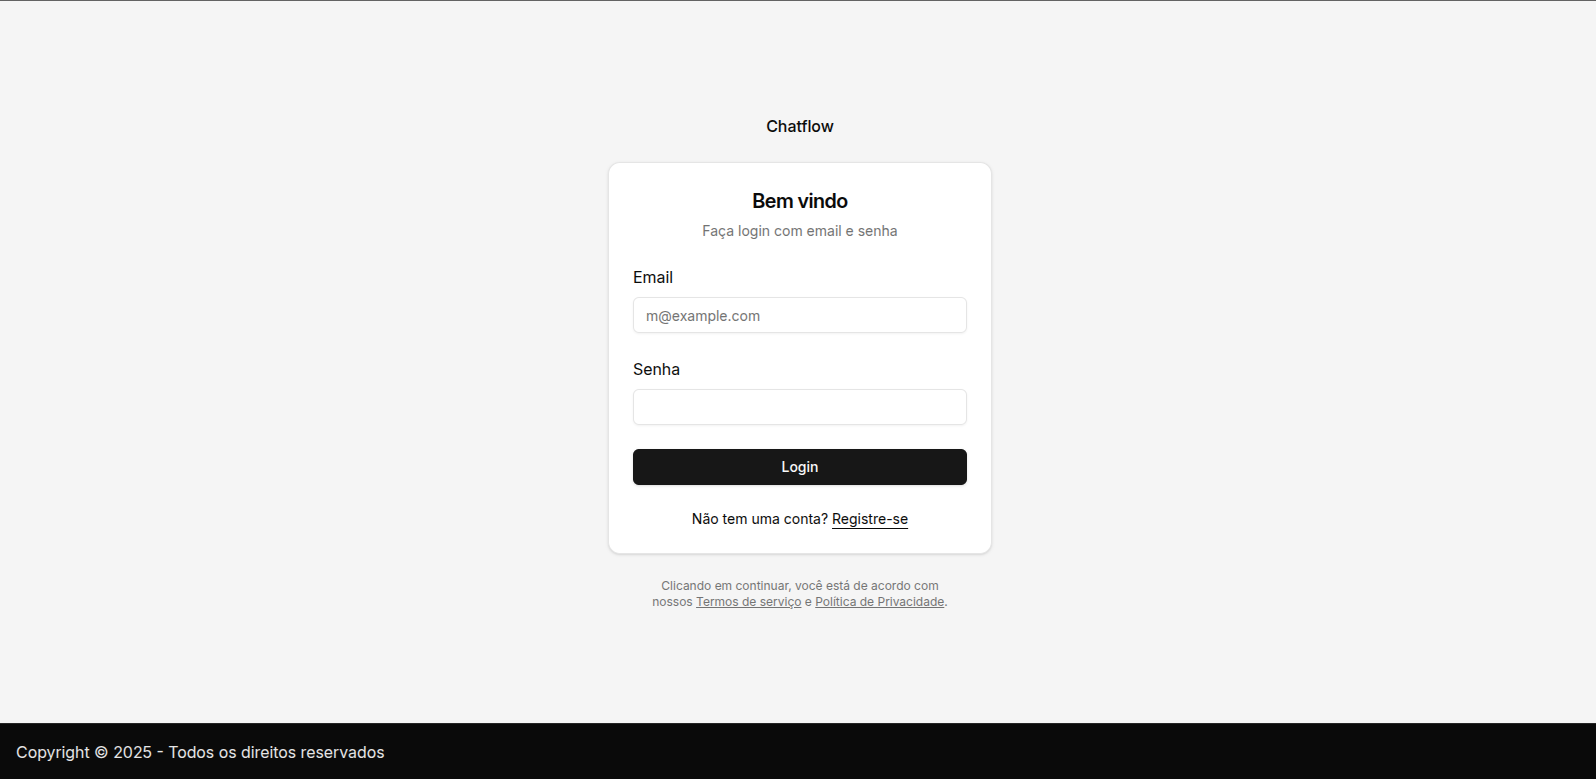 Chatflow
Bem vindo
Faça login com email e senha
Email
m@example.com
Senha
Login
Não tem uma conta? Registre-se
Clicando em continuar, você está de acordo com
nossos Termos de serviço e Política de Privacidade.
Copyright © 2025 - Todos os direitos reservados